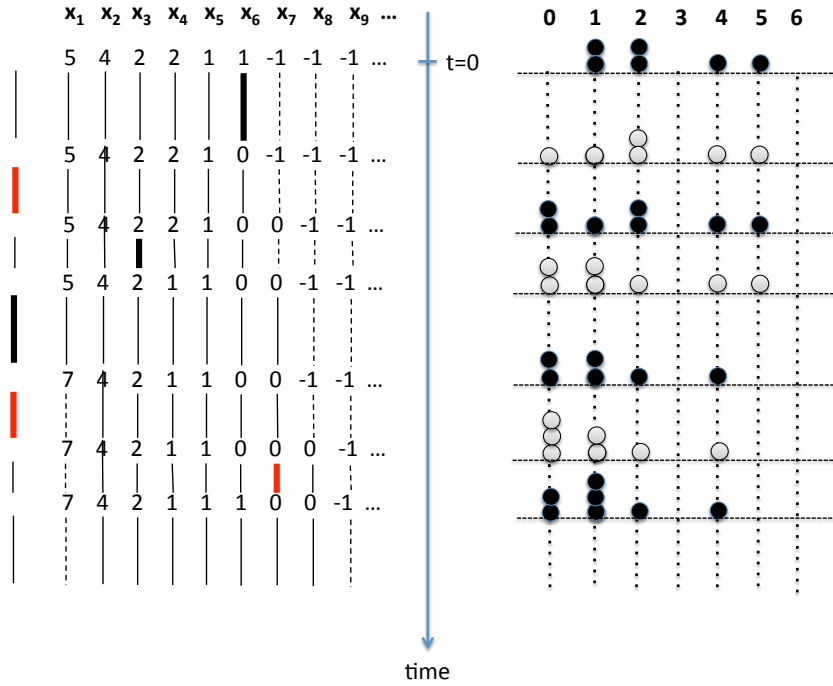 x₁ x₂ x₃ x₄ x₅ x₆ x₇ x₈ x₉ ...
0 1 2 3 4 5 6
5 4 2 2 1 1 -1 -1 -1 ...
t=0
5 4 2 2 1 0 -1 -1 -1 ...
5 4 2 2 1 0 0 -1 -1 ...
5 4 2 1 1 0 0 -1 -1 ...
7 4 2 1 1 0 0 -1 -1 ...
7 4 2 1 1 0 0 0 -1 ...
7 4 2 1 1 1 0 0 -1 ...
time